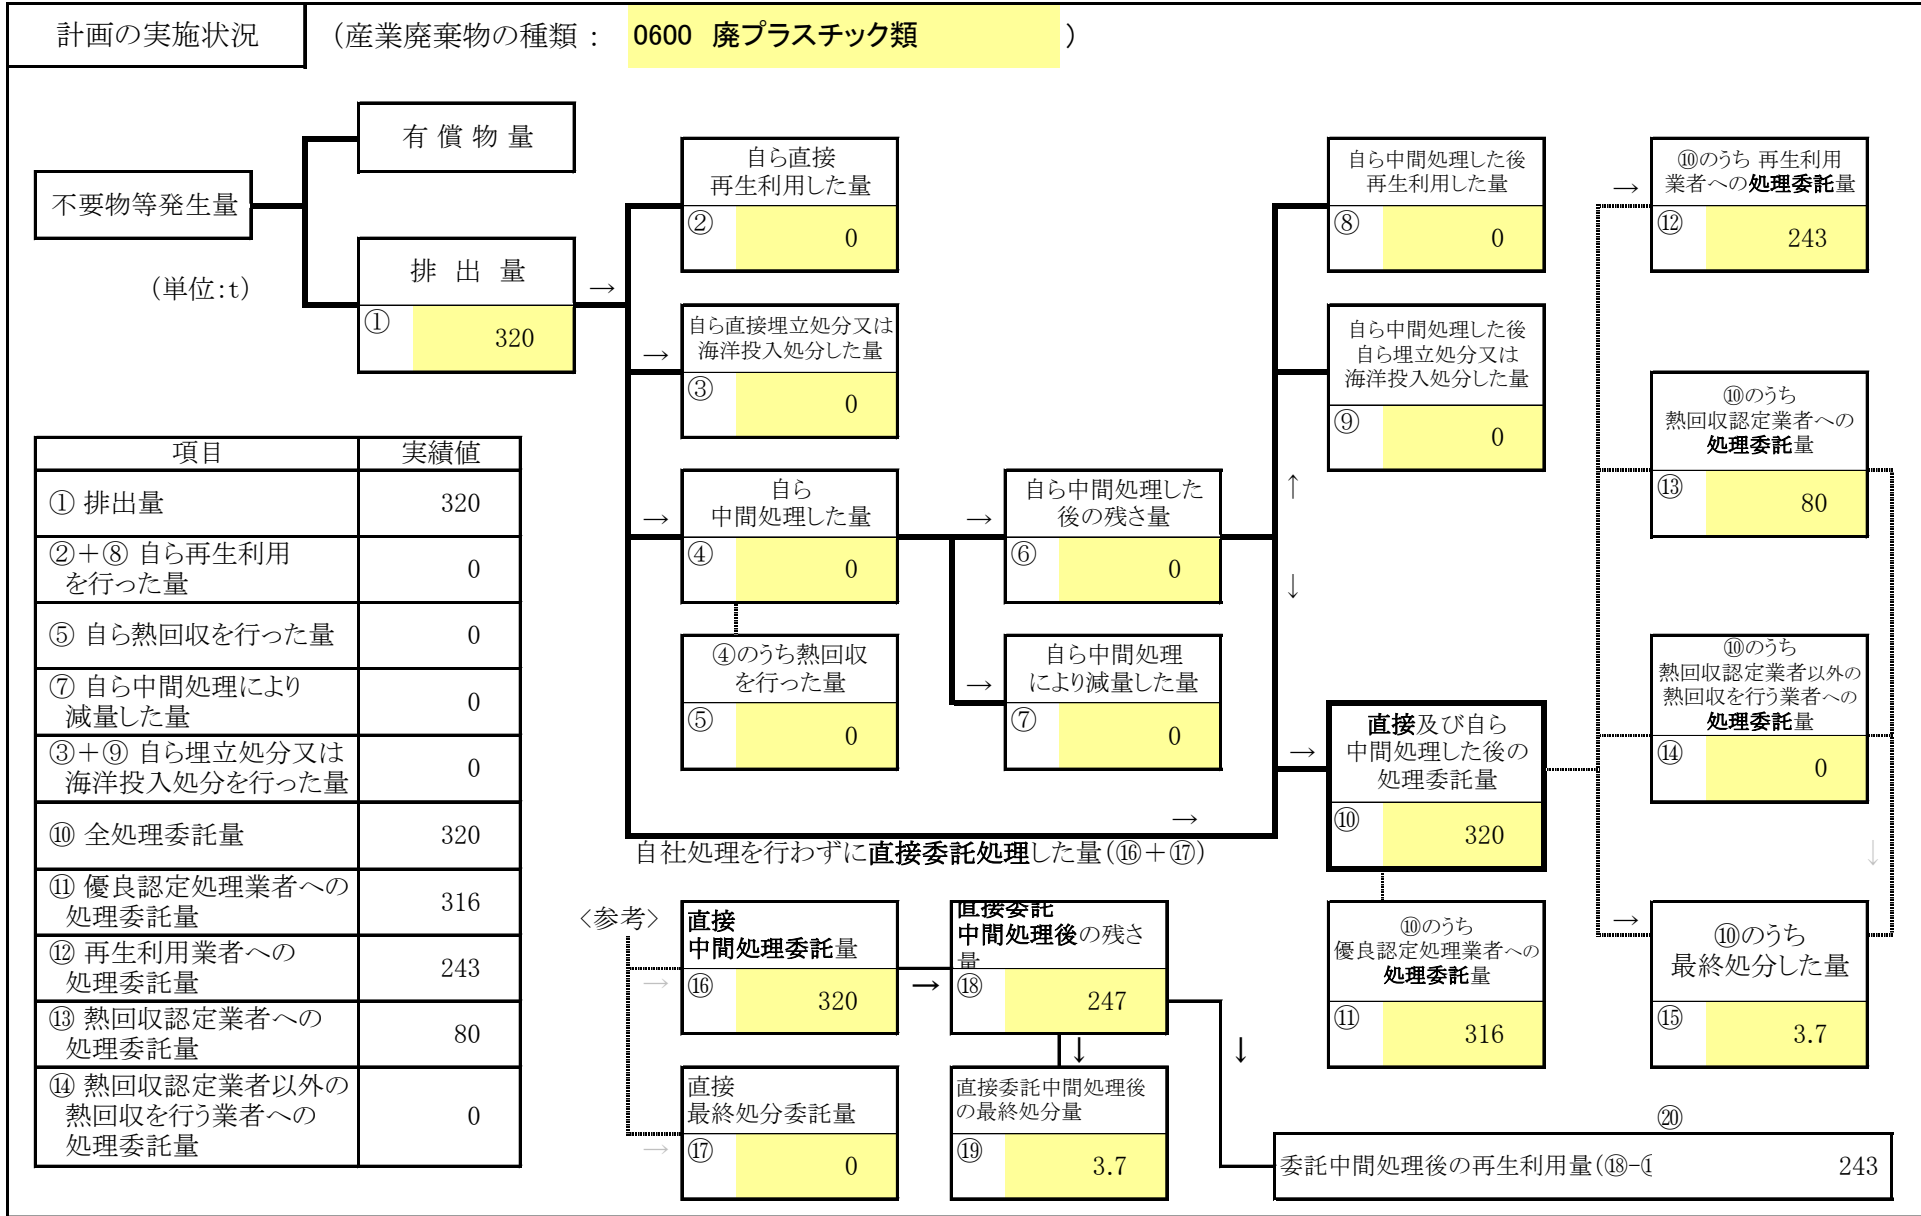 計画の実施状況
（産業廃棄物の種類： 0600 廃プラスチック類 ）
有 償 物 量
不要物等発生量
（単位:t）
排 出 量
→
① 320
自ら直接
再生利用した量
② 0
→
自ら直接埋立処分又は
海洋投入処分した量
③ 0
→
自ら
中間処理した量
④ 0
④のうち熱回収
を行った量
⑤ 0
→
自ら中間処理した
後の残さ量
⑥ 0
→
自ら中間処理
により減量した量
⑦ 0
自ら中間処理した後
再生利用した量
⑧ 0
自ら中間処理した後
自ら埋立処分又は
海洋投入処分した量
⑨ 0
↑
↓
→
直接及び自ら
中間処理した後の
処理委託量
⑩ 320
→
自社処理を行わずに直接委託処理した量（⑯＋⑰）
⑩のうち
優良認定処理業者への
処理委託量
⑪ 316
→
⑩のうち 再生利用
業者への処理委託量
⑫ 243
⑩のうち
熱回収認定業者への
処理委託量
⑬ 80
⑩のうち
熱回収認定業者以外の
熱回収を行う業者への
処理委託量
⑭ 0
↓
→
⑩のうち
最終処分した量
⑮ 3.7
項目 実績値
① 排出量 320
②＋⑧ 自ら再生利用
を行った量 0
⑤ 自ら熱回収を行った量 0
⑦ 自ら中間処理により
減量した量 0
③＋⑨ 自ら埋立処分又は
海洋投入処分を行った量 0
⑩ 全処理委託量 320
⑪ 優良認定処理業者への
処理委託量 316
⑫ 再生利用業者への
処理委託量 243
⑬ 熱回収認定業者への
処理委託量 80
⑭ 熱回収認定業者以外の
熱回収を行う業者への
処理委託量 0
〈参考〉
→
直接
中間処理委託量
⑯ 320
→
直接
最終処分委託量
⑰ 0
→
直接委託
中間処理後の残さ
量
⑱ 247
↓
直接委託中間処理後
の最終処分量
⑲ 3.7
↓
⑳
委託中間処理後の再生利用量（⑱-
243